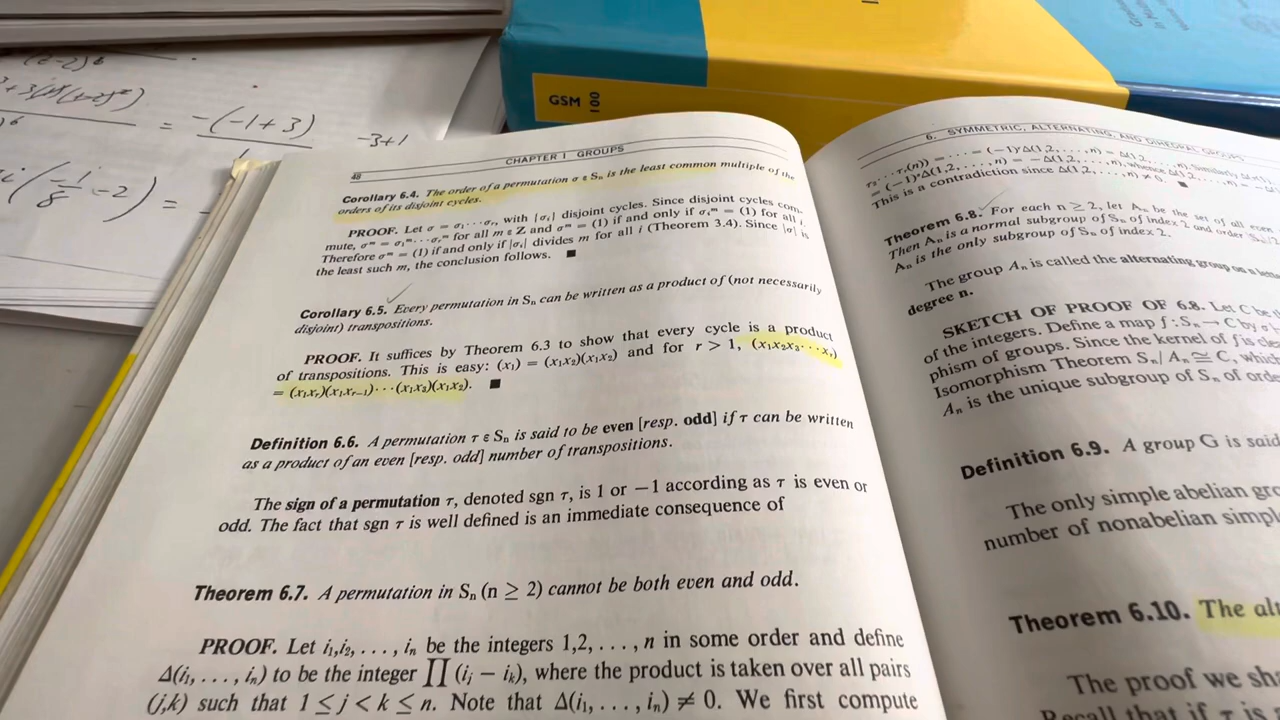 GSM
100
-(-1+3)
=
-3+1
CHAPTER I GROUPS
48
Corollary 6.4. The order of a permutation σ ε Sₙ is the least common multiple of the
orders of its disjoint cycles.
PROOF. Let σ = σ₁···σᵣ, with {σᵢ} disjoint cycles. Since disjoint cycles com-
mute, σᵐ = σ₁ᵐ···σᵣᵐ for all m ε Z and σᵐ = (1) if and only if σᵢᵐ = (1) for all i.
Therefore σᵐ = (1) if and only if |σᵢ| divides m for all i (Theorem 3.4). Since |σ| is
the least such m, the conclusion follows. ■
Corollary 6.5. Every permutation in Sₙ can be written as a product of (not necessarily
disjoint) transpositions.
PROOF. It suffices by Theorem 6.3 to show that every cycle is a product
of transpositions. This is easy: (x₁) = (x₁x₂)(x₁x₂) and for r > 1, (x₁x₂x₃···xᵣ)
= (x₁xᵣ)(x₁xᵣ₋₁)···(x₁x₃)(x₁x₂). ■
Definition 6.6. A permutation τ ε Sₙ is said to be even [resp. odd] if τ can be written
as a product of an even [resp. odd] number of transpositions.
The sign of a permutation τ, denoted sgn τ, is 1 or −1 according as τ is even or
odd. The fact that sgn τ is well defined is an immediate consequence of
Theorem 6.7. A permutation in Sₙ (n ≥ 2) cannot be both even and odd.
PROOF. Let i₁,i₂, . . . , iₙ be the integers 1,2, . . . , n in some order and define
Δ(i₁, . . . , iₙ) to be the integer ∏ (iⱼ − iₖ), where the product is taken over all pairs
(j,k) such that 1 ≤ j < k ≤ n. Note that Δ(i₁, . . . , iₙ) ≠ 0. We first compute
6. SYMMETRIC, ALTERNATING, AND DIHEDRAL GROUPS
This is a contradiction since Δ(1,2, . . . , n) ≠ 0. ■
Theorem 6.8. For each n ≥ 2, let Aₙ be the set of all even
Then Aₙ is a normal subgroup of Sₙ of index 2 and order
Aₙ is the only subgroup of Sₙ of index 2.
The group Aₙ is called the alternating group on n
degree n.
SKETCH OF PROOF OF 6.8. Let C be
of the integers. Define a map f : Sₙ → C by
phism of groups. Since the kernel of f is
Isomorphism Theorem Sₙ/Aₙ ≅ C, which
Aₙ is the unique subgroup of Sₙ of
Definition 6.9. A group G is said
The only simple abelian
number of nonabelian
Theorem 6.10. The
The proof we
Recall that if τ is